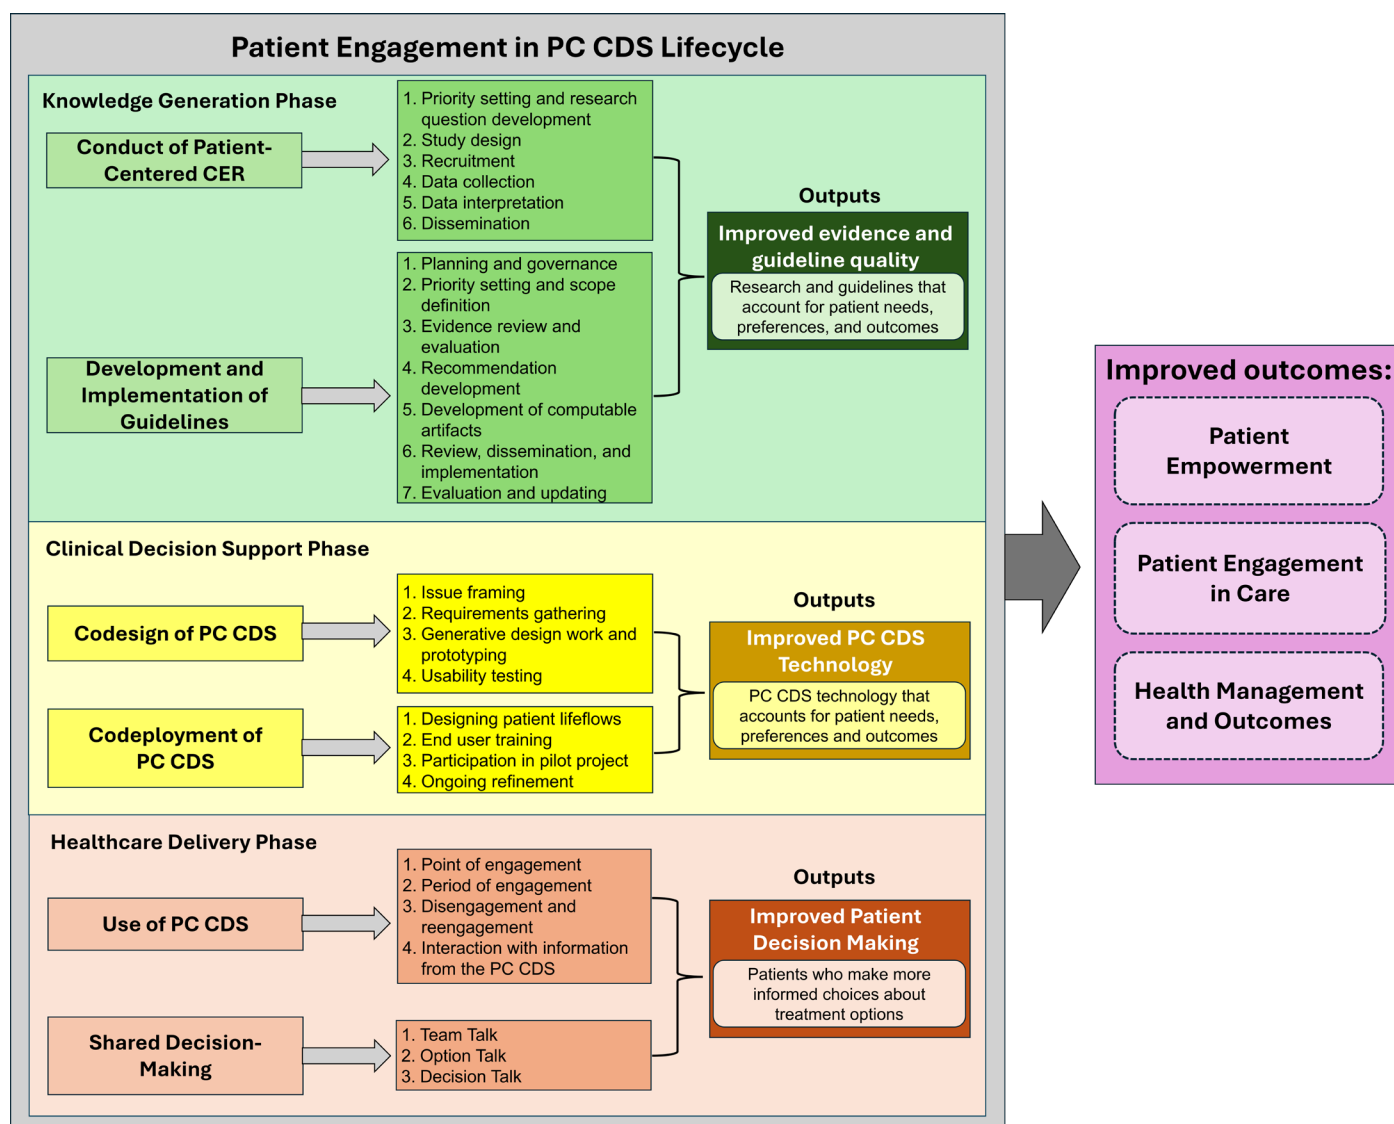 Patient Engagement in PC CDS Lifecycle
Knowledge Generation Phase
Conduct of Patient-
Centered CER
1. Priority setting and research
question development
2. Study design
3. Recruitment
4. Data collection
5. Data interpretation
6. Dissemination
Development and
Implementation of
Guidelines
1. Planning and governance
2. Priority setting and scope
definition
3. Evidence review and
evaluation
4. Recommendation
development
5. Development of computable
artifacts
6. Review, dissemination, and
implementation
7. Evaluation and updating
Outputs
Improved evidence and
guideline quality
Research and guidelines that
account for patient needs,
preferences, and outcomes
Clinical Decision Support Phase
Codesign of PC CDS
1. Issue framing
2. Requirements gathering
3. Generative design work and
prototyping
4. Usability testing
Codeployment of
PC CDS
1. Designing patient lifeflows
2. End user training
3. Participation in pilot project
4. Ongoing refinement
Outputs
Improved PC CDS
Technology
PC CDS technology that
accounts for patient needs,
preferences and outcomes
Healthcare Delivery Phase
Use of PC CDS
1. Point of engagement
2. Period of engagement
3. Disengagement and
reengagement
4. Interaction with information
from the PC CDS
Shared Decision-
Making
1. Team Talk
2. Option Talk
3. Decision Talk
Outputs
Improved Patient
Decision Making
Patients who make more
informed choices about
treatment options
Improved outcomes:
Patient
Empowerment
Patient Engagement
in Care
Health Management
and Outcomes